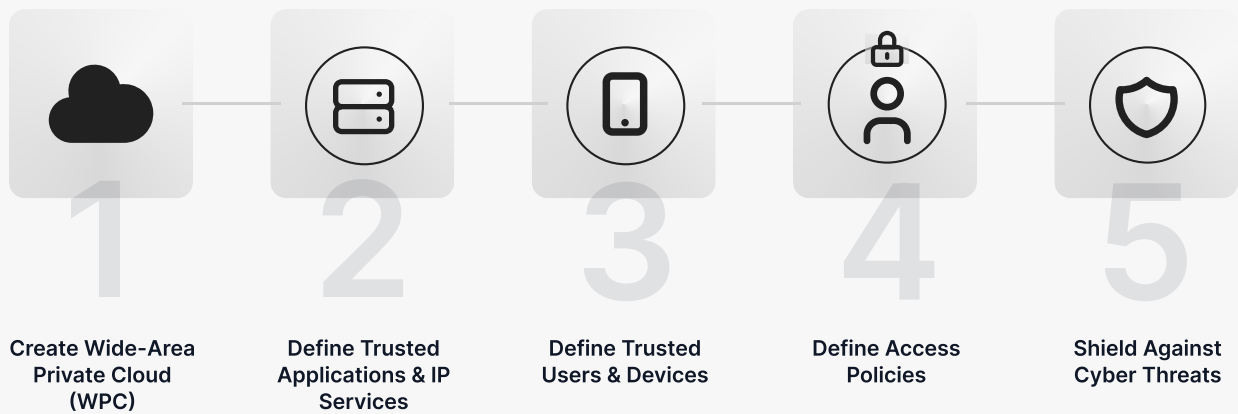 1
2
3
4
5
Create Wide-Area
Private Cloud
(WPC)
Define Trusted
Applications & IP
Services
Define Trusted
Users & Devices
Define Access
Policies
Shield Against
Cyber Threats